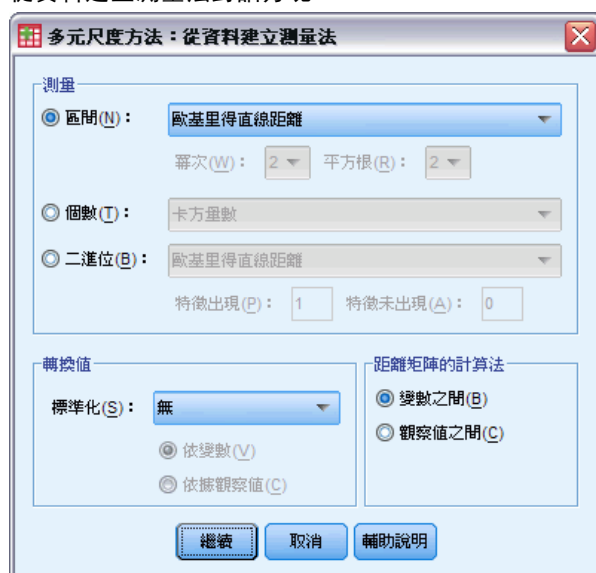 多元尺度方法：從資料建立測量法
測量
區間(N)： 歐基里得直線距離
冪次(W)： 2 平方根(R)： 2
個數(T)： 卡方量數
二進位(B)： 歐基里得直線距離
特徵出現(P)： 1 特徵未出現(A)： 0
轉換值
標準化(S)： 無
依變數(V)
依據觀察值(C)
距離矩陣的計算法
變數之間(B)
觀察值之間(C)
繼續 取消 輔助說明